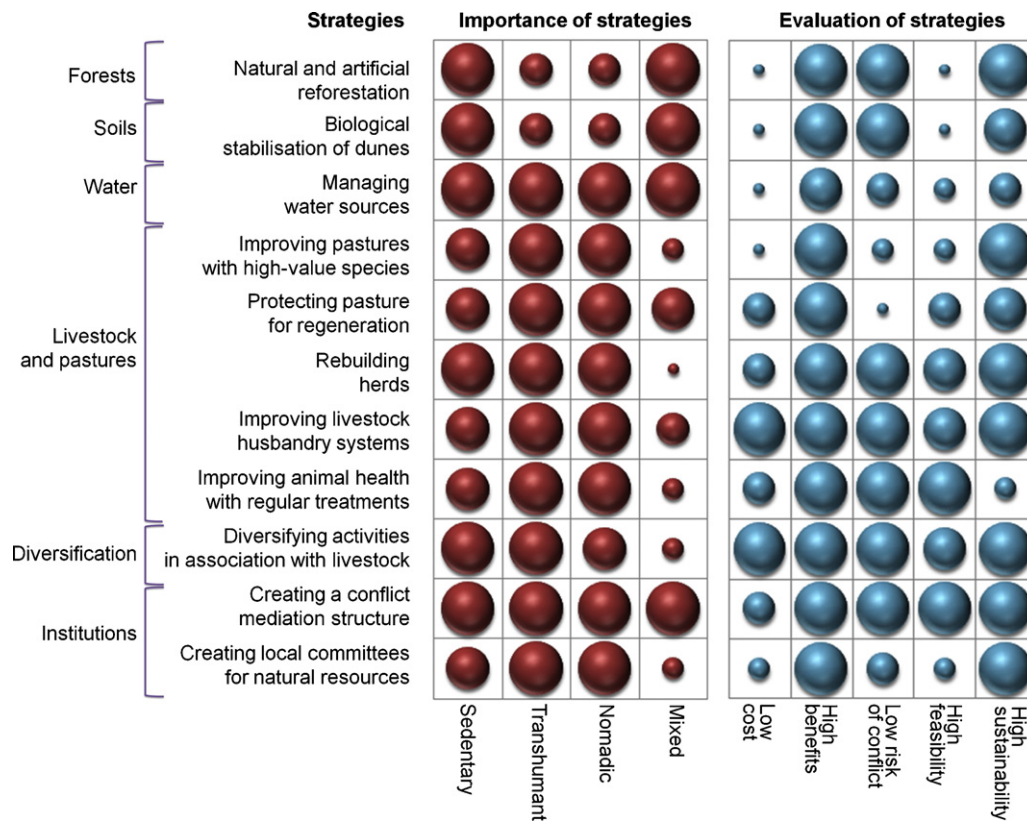 Strategies Importance of strategies Evaluation of strategies
Forests
Natural and artificial
reforestation
Soils
Biological
stabilisation of dunes
Water
Managing
water sources
Livestock
and pastures
Improving pastures
with high-value species
Protecting pasture
for regeneration
Rebuilding
herds
Improving livestock
husbandry systems
Improving animal health
with regular treatments
Diversification
Diversifying activities
in association with livestock
Institutions
Creating a conflict
mediation structure
Creating local committees
for natural resources
Sedentary
Transhumant
Nomadic
Mixed
Low
cost
High
benefits
Low risk
of conflict
High
feasibility
High
sustainability